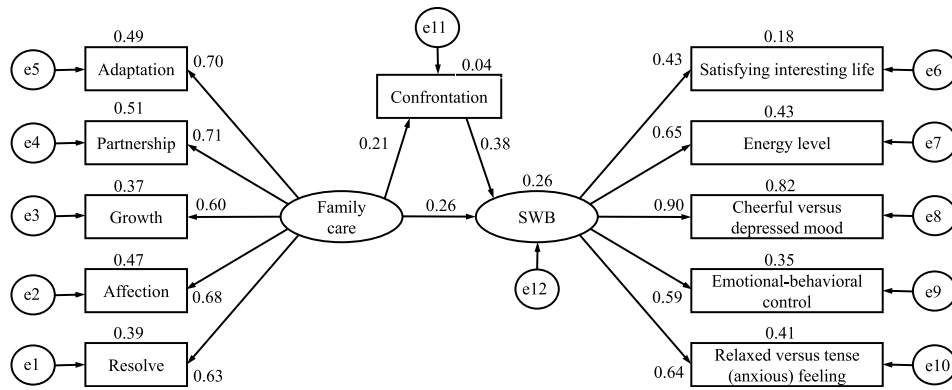 e11
0.49
0.04
0.18
e5
Adaptation
0.70
Confrontation
0.43
Satisfying interesting life
e6
0.51
0.43
e4
Partnership
0.71
0.21
0.38
0.65
Energy level
e7
0.37
0.26
0.82
e3
Growth
0.60
Family
care
0.26
SWB
0.90
Cheerful versus
depressed mood
e8
0.47
0.35
e2
Affection
0.68
e12
0.59
Emotional-behavioral
control
e9
0.39
0.41
e1
Resolve
0.63
0.64
Relaxed versus tense
(anxious) feeling
e10